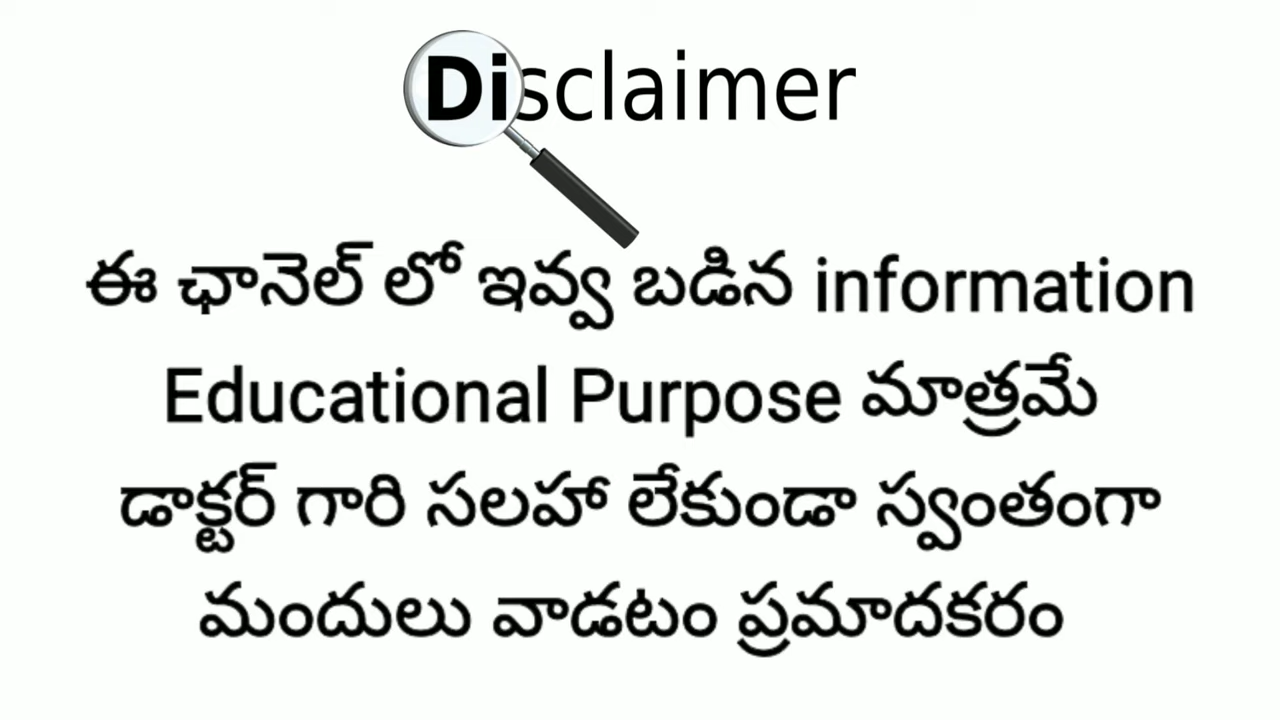 Disclaimer
ఈ ఛానెల్ లో ఇవ్వ బడిన information
Educational Purpose మాత్రమే
డాక్టర్ గారి సలహా లేకుండా స్వంతంగా
మందులు వాడటం ప్రమాదకరం